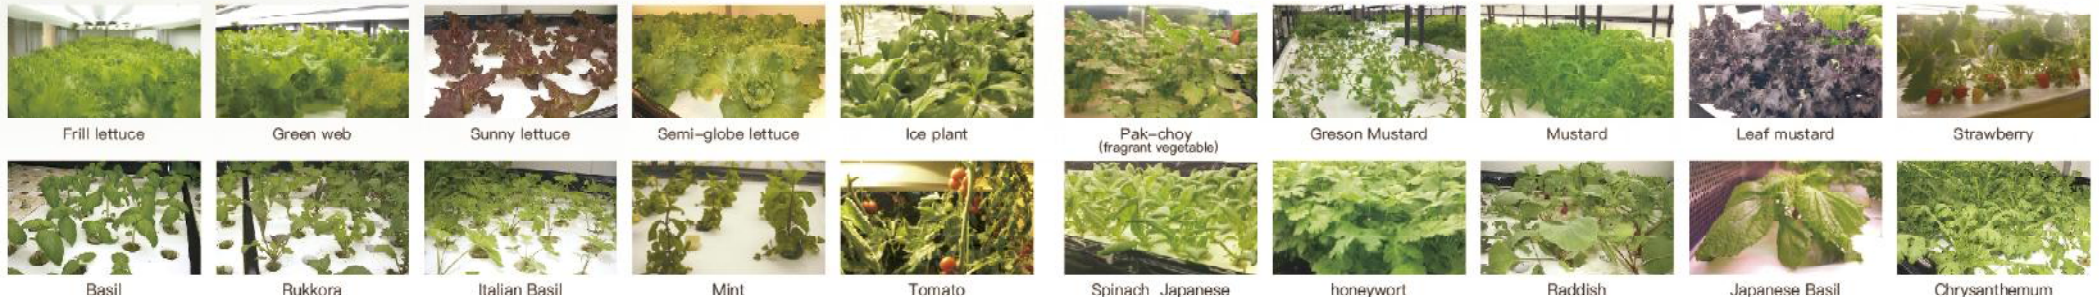 Frill lettuce
Green web
Sunny lettuce
Semi-globe lettuce
Ice plant
Pak-choy
(fragrant vegetable)
Greson Mustard
Mustard
Leaf mustard
Strawberry
Basil
Rukkora
Italian Basil
Mint
Tomato
Spinach Japanese
honeywort
Raddish
Japanese Basil
Chrysanthemum